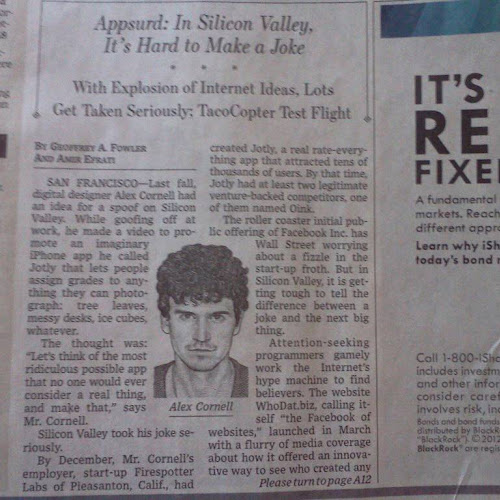 Appsurd: In Silicon Valley,
It's Hard to Make a Joke
* * *
With Explosion of Internet Ideas, Lots
Get Taken Seriously; TacoCopter Test Flight
BY GEOFFREY A. FOWLER
AND AMIR EFRATI
SAN FRANCISCO—Last fall,
digital designer Alex Cornell had
an idea for a spoof on Silicon
Valley. While goofing off at
work, he made a video to pro-
mote an imaginary
iPhone app he called
Jotly that lets people
assign grades to any-
thing they can photo-
graph: tree leaves,
messy desks, ice cubes,
whatever.
The thought was:
"Let's think of the most
ridiculous possible app
that no one would ever
consider a real thing,
and make that," says
Mr. Cornell.
Silicon Valley took his joke se-
riously.
By December, Mr. Cornell's
employer, start-up Firespotter
Labs of Pleasanton, Calif., had
Alex Cornell
created Jotly, a real rate-every-
thing app that attracted tens of
thousands of users. By that time,
Jotly had at least two legitimate
venture-backed competitors, one
of them named Oink.
The roller coaster initial pub-
lic offering of Facebook Inc. has
Wall Street worrying
about a fizzle in the
start-up froth. But in
Silicon Valley, it is get-
ting tough to tell the
difference between a
joke and the next big
thing.
Attention-seeking
programmers gamely
work the Internet's
hype machine to find
believers. The website
WhoDat.biz, calling it-
self "the Facebook of
websites," launched in March
with a flurry of media coverage
about how it offered an innova-
tive way to see who created any
Please turn to page A12
IT'S
RE
FIXE
A fundamental
markets. Reach
different appro
Learn why iSh
today's bond m
Call 1-800-iSha
includes investm
and other infor
consider caref
involves risk, in
Bonds and bond funds
distributed by BlackRo
"BlackRock"). ©2012
BlackRock are regis